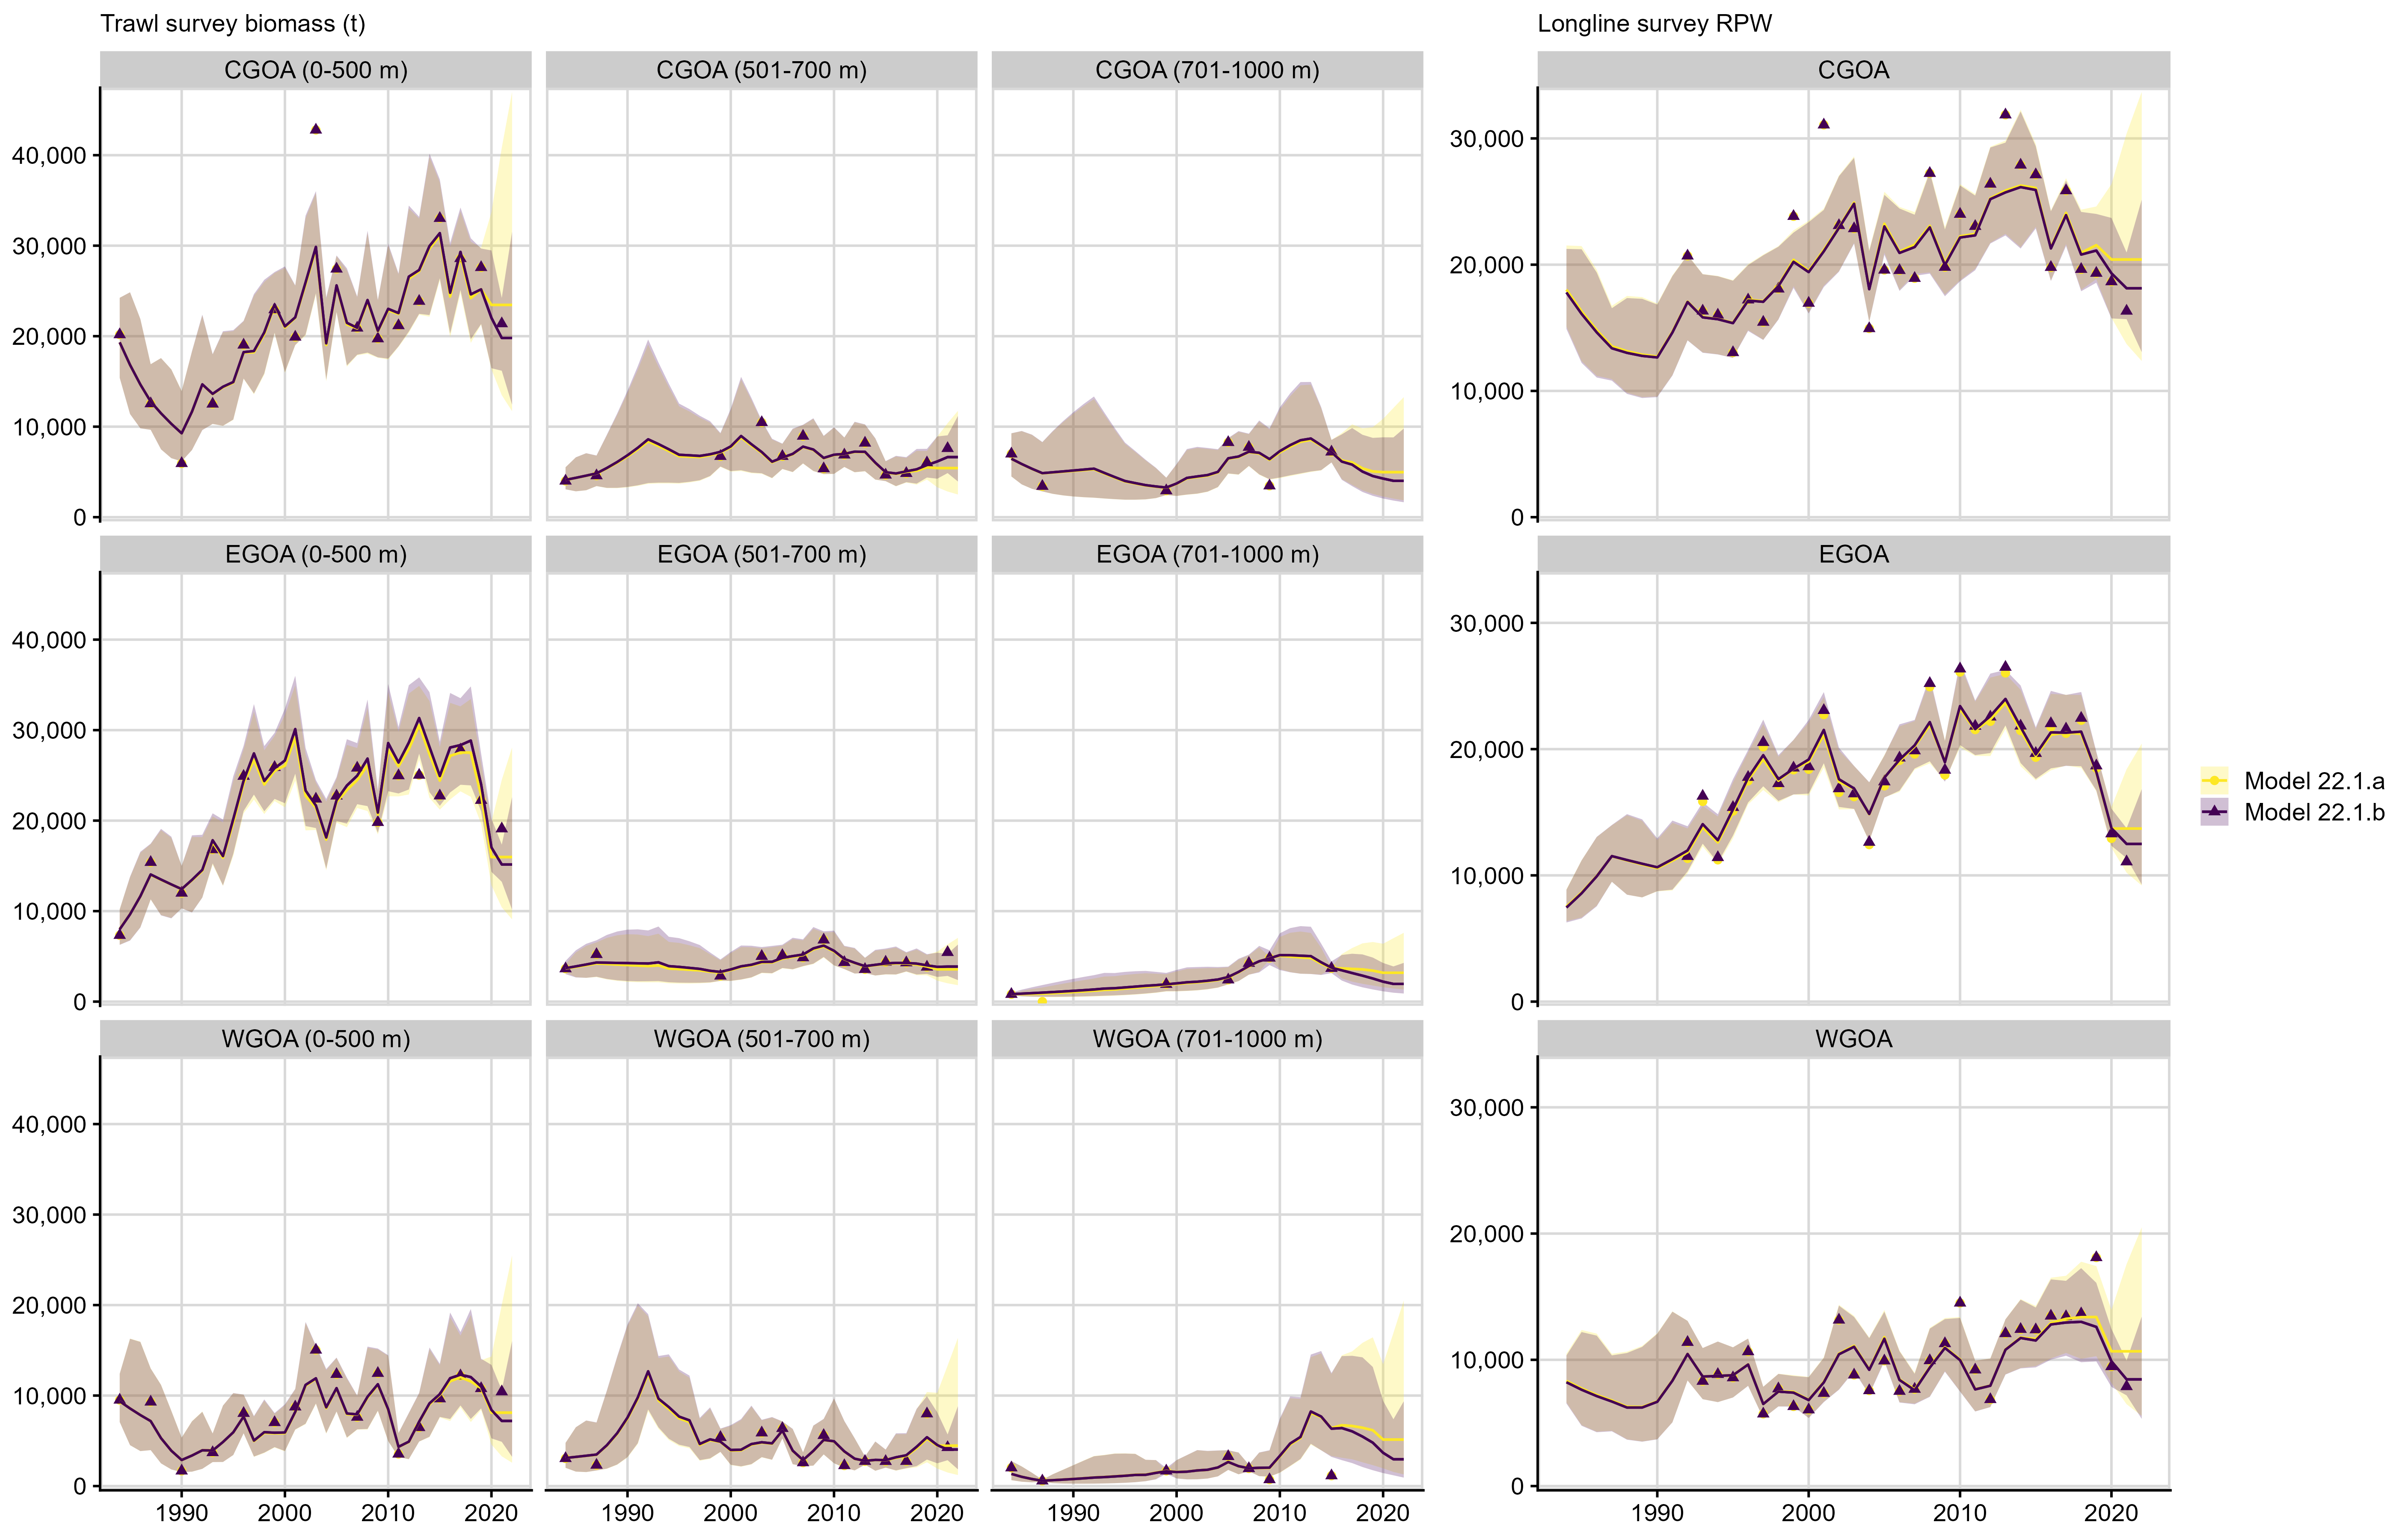 Trawl survey biomass (t)
Longline survey RPW
CGOA (0-500 m)
CGOA (501-700 m)
CGOA (701-1000 m)
CGOA
40,000
30,000
20,000
10,000
0
30,000
20,000
10,000
0
EGOA (0-500 m)
EGOA (501-700 m)
EGOA (701-1000 m)
EGOA
40,000
30,000
20,000
10,000
0
30,000
20,000
10,000
0
Model 22.1.a
Model 22.1.b
WGOA (0-500 m)
WGOA (501-700 m)
WGOA (701-1000 m)
WGOA
40,000
30,000
20,000
10,000
0
30,000
20,000
10,000
0
1990 2000 2010 2020
1990 2000 2010 2020
1990 2000 2010 2020
1990 2000 2010 2020